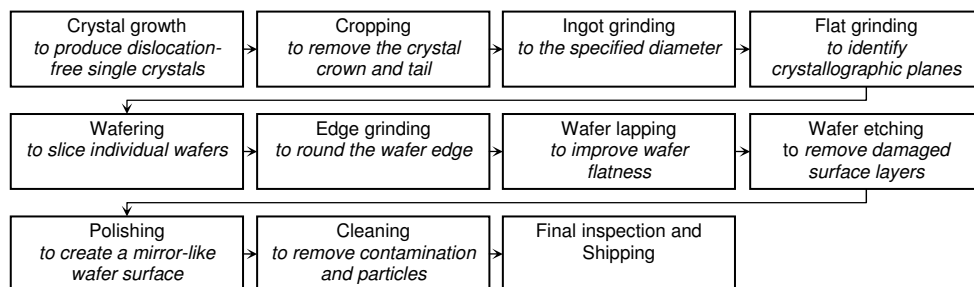 Crystal growth
to produce dislocation-
free single crystals
Cropping
to remove the crystal
crown and tail
Ingot grinding
to the specified diameter
Flat grinding
to identify
crystallographic planes
Wafering
to slice individual wafers
Edge grinding
to round the wafer edge
Wafer lapping
to improve wafer
flatness
Wafer etching
to remove damaged
surface layers
Polishing
to create a mirror-like
wafer surface
Cleaning
to remove contamination
and particles
Final inspection and
Shipping